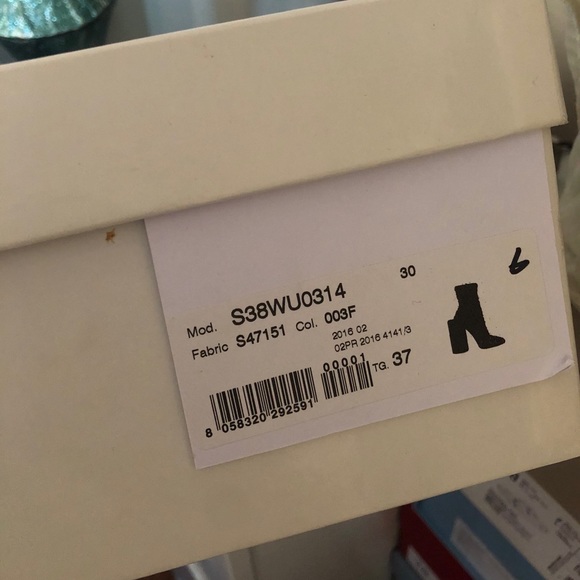 30
6
Mod. S38WU0314
Fabric S47151 Col. 003F
2016 02
02PR 2016 4141/3
00001
TG. 37
8 058320 292591